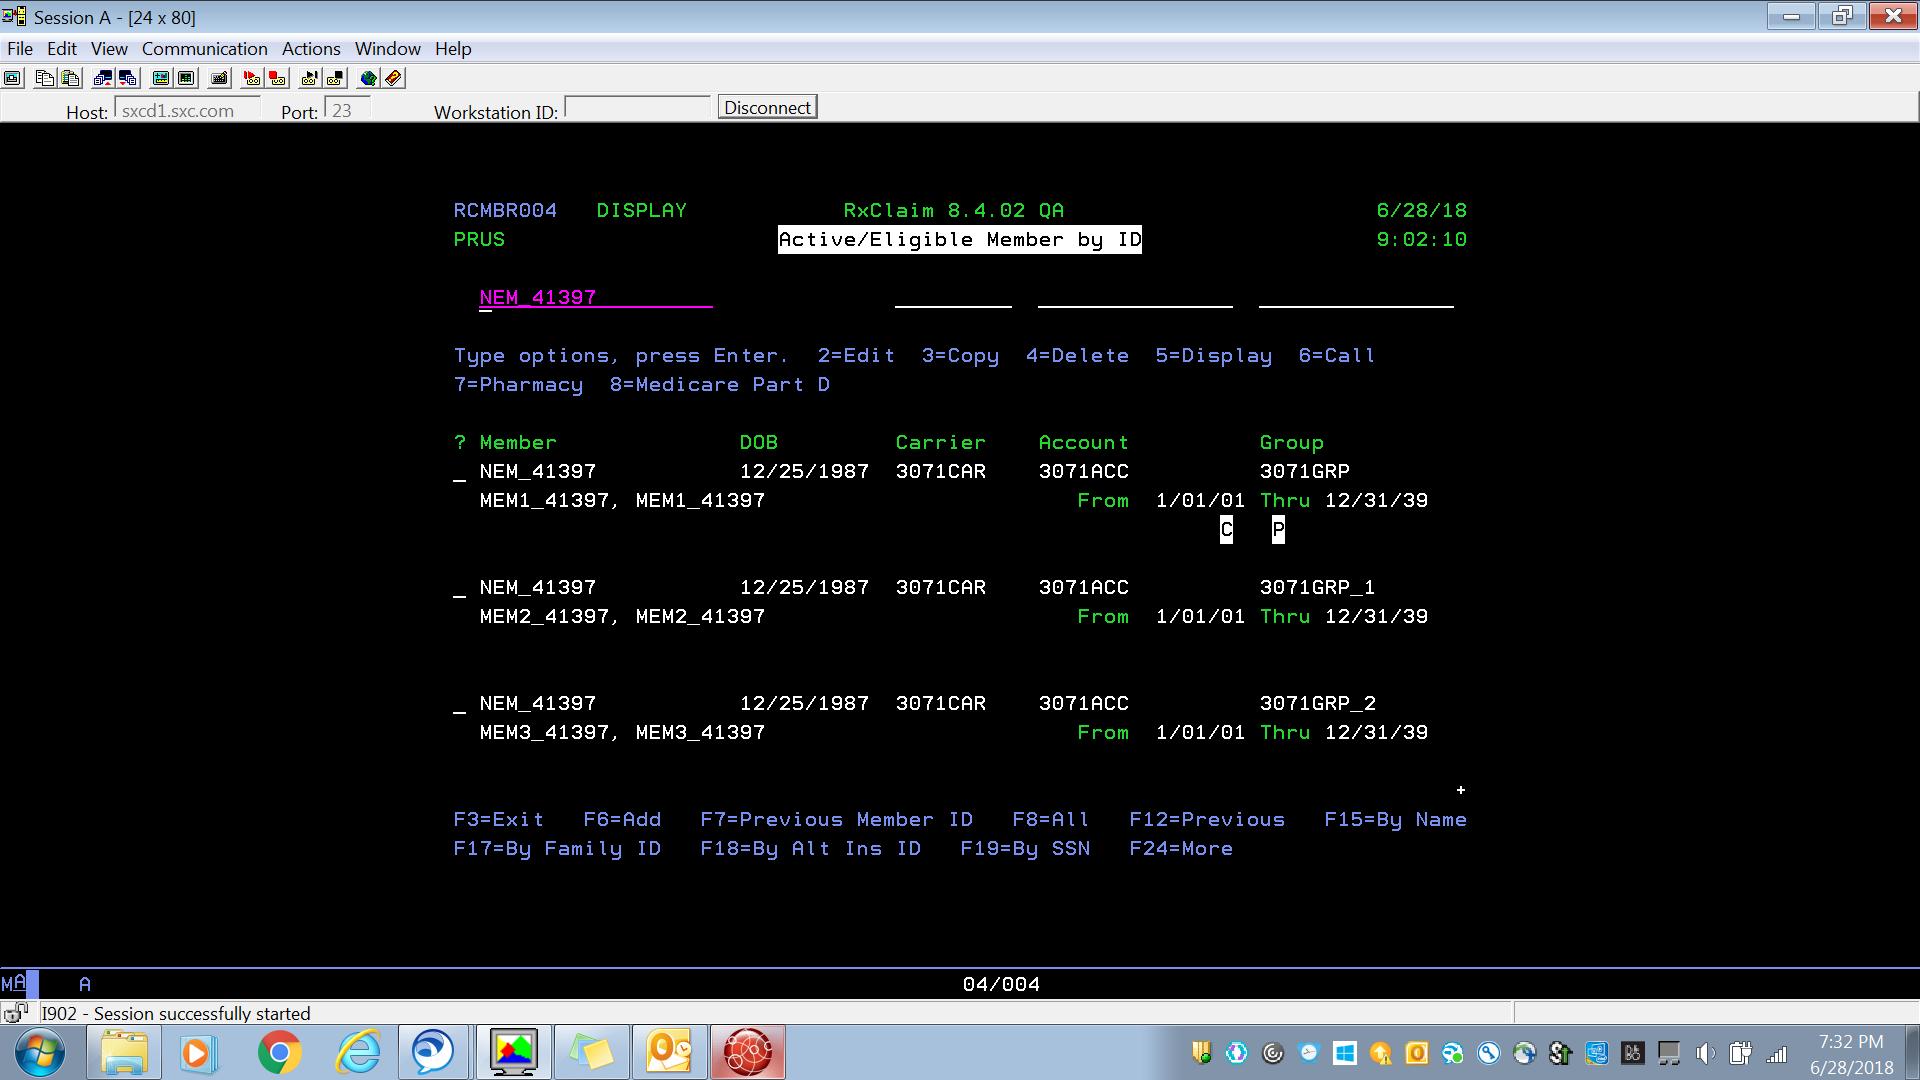 Session A - [24 x 80]
File Edit View Communication Actions Window Help
Host: sxcd1.sxc.com Port: 23 Workstation ID: Disconnect
RCMBR004 DISPLAY RxClaim 8.4.02 QA 6/28/18
PRUS Active/Eligible Member by ID 9:02:10
NEM_41397
Type options, press Enter. 2=Edit 3=Copy 4=Delete 5=Display 6=Call
7=Pharmacy 8=Medicare Part D
? Member DOB Carrier Account Group
_ NEM_41397 12/25/1987 3071CAR 3071ACC 3071GRP
MEM1_41397, MEM1_41397 From 1/01/01 Thru 12/31/39
C P
_ NEM_41397 12/25/1987 3071CAR 3071ACC 3071GRP_1
MEM2_41397, MEM2_41397 From 1/01/01 Thru 12/31/39
_ NEM_41397 12/25/1987 3071CAR 3071ACC 3071GRP_2
MEM3_41397, MEM3_41397 From 1/01/01 Thru 12/31/39
+
F3=Exit F6=Add F7=Previous Member ID F8=All F12=Previous F15=By Name
F17=By Family ID F18=By Alt Ins ID F19=By SSN F24=More
MA A 04/004
I902 - Session successfully started
7:32 PM
6/28/2018